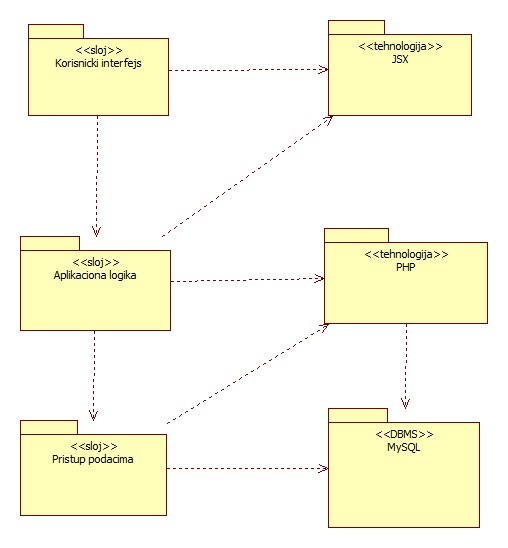 <<sloj>>
Korisnicki interfejs
<<tehnologija>>
JSX
<<sloj>>
Aplikaciona logika
<<tehnologija>>
PHP
<<sloj>>
Pristup podacima
<<DBMS>>
MySQL